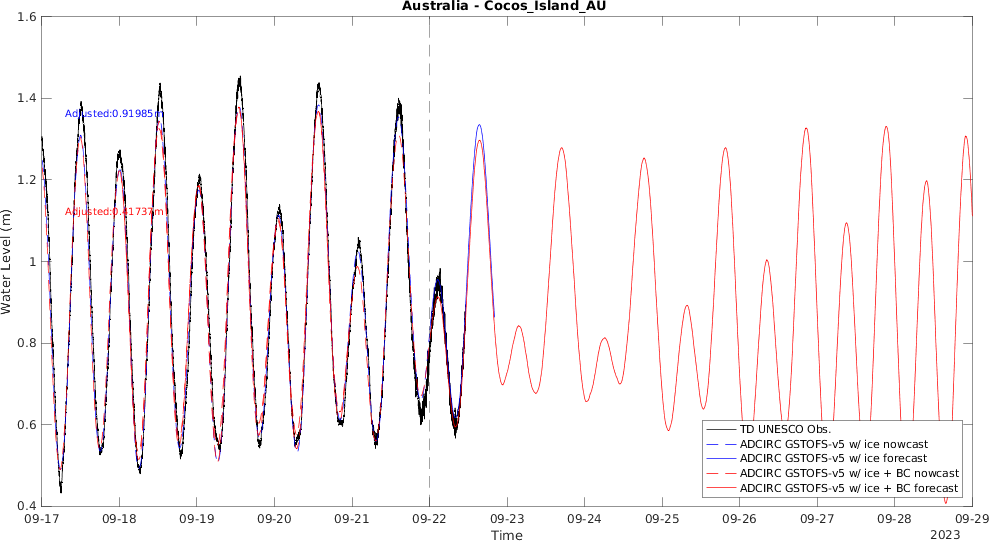 Australia - Cocos_Island_AU
1.6
1.4
1.2
1
0.8
0.6
0.4
Water Level (m)
Adjusted:0.91985m
Adjusted:0.41737m
TD UNESCO Obs.
ADCIRC GSTOFS-v5 w/ ice nowcast
ADCIRC GSTOFS-v5 w/ ice forecast
ADCIRC GSTOFS-v5 w/ ice + BC nowcast
ADCIRC GSTOFS-v5 w/ ice + BC forecast
09-17 09-18 09-19 09-20 09-21 09-22 09-23 09-24 09-25 09-26 09-27 09-28 09-29
Time
2023